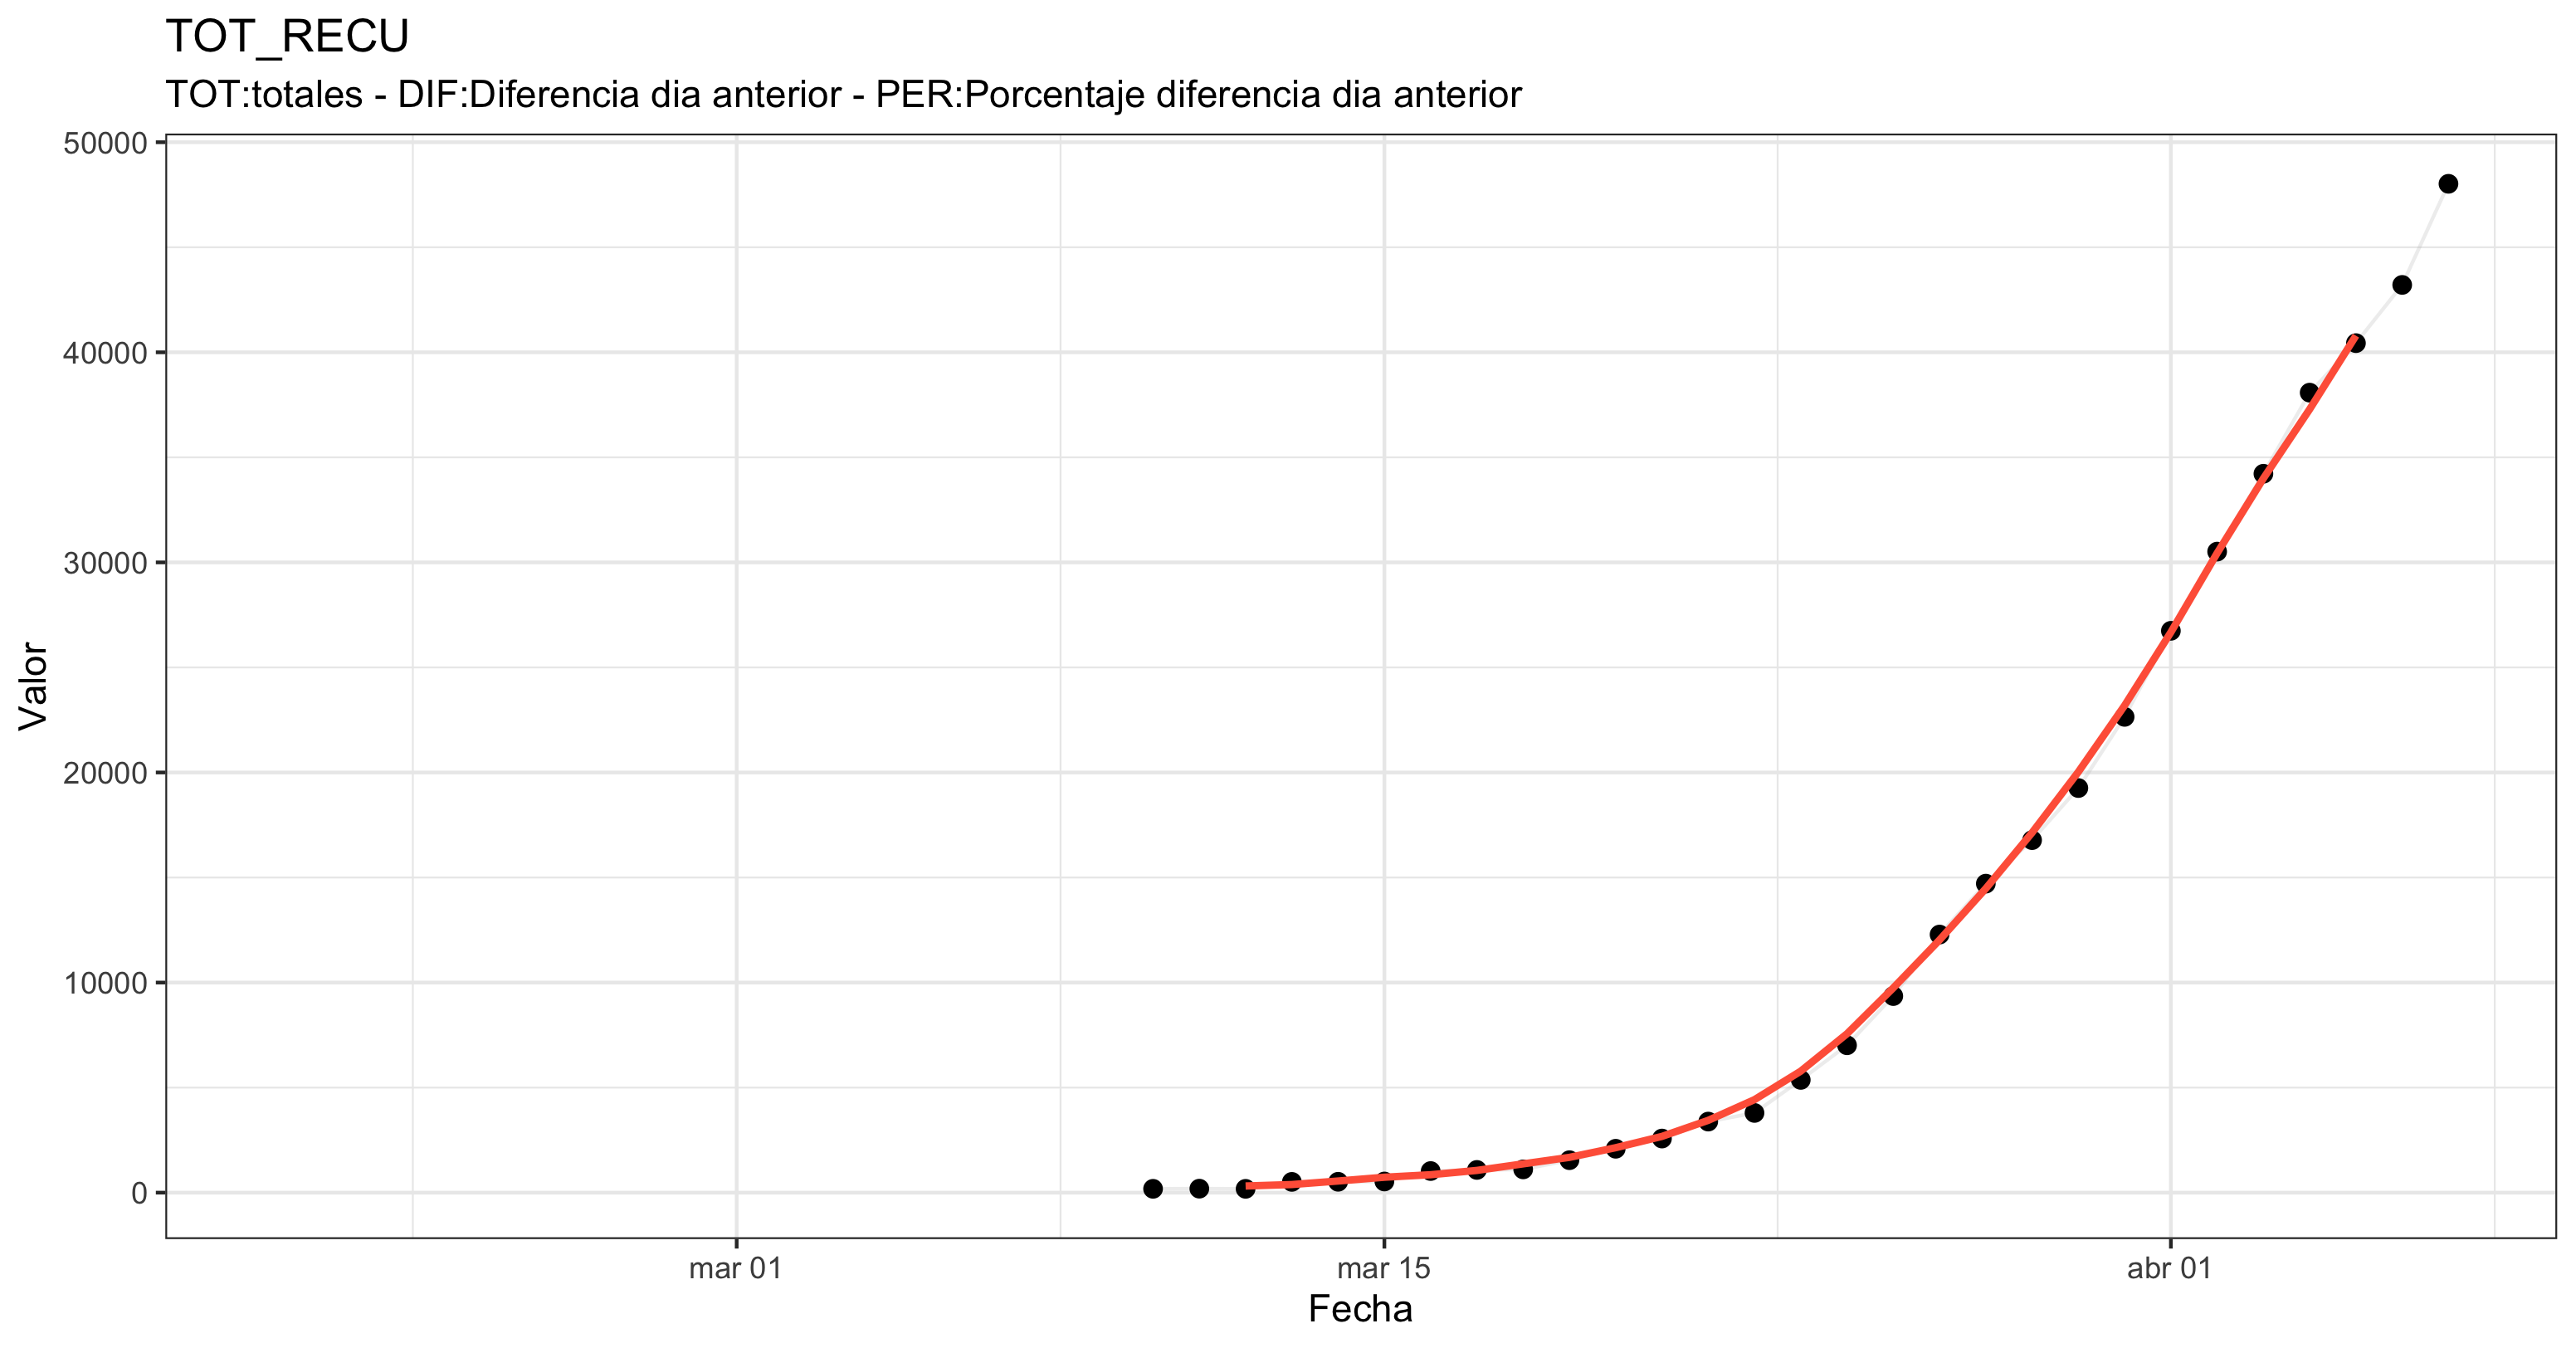 TOT_RECU
TOT:totales - DIF:Diferencia dia anterior - PER:Porcentaje diferencia dia anterior
50000
40000
30000
20000
10000
0
Valor
mar 01
mar 15
abr 01
Fecha